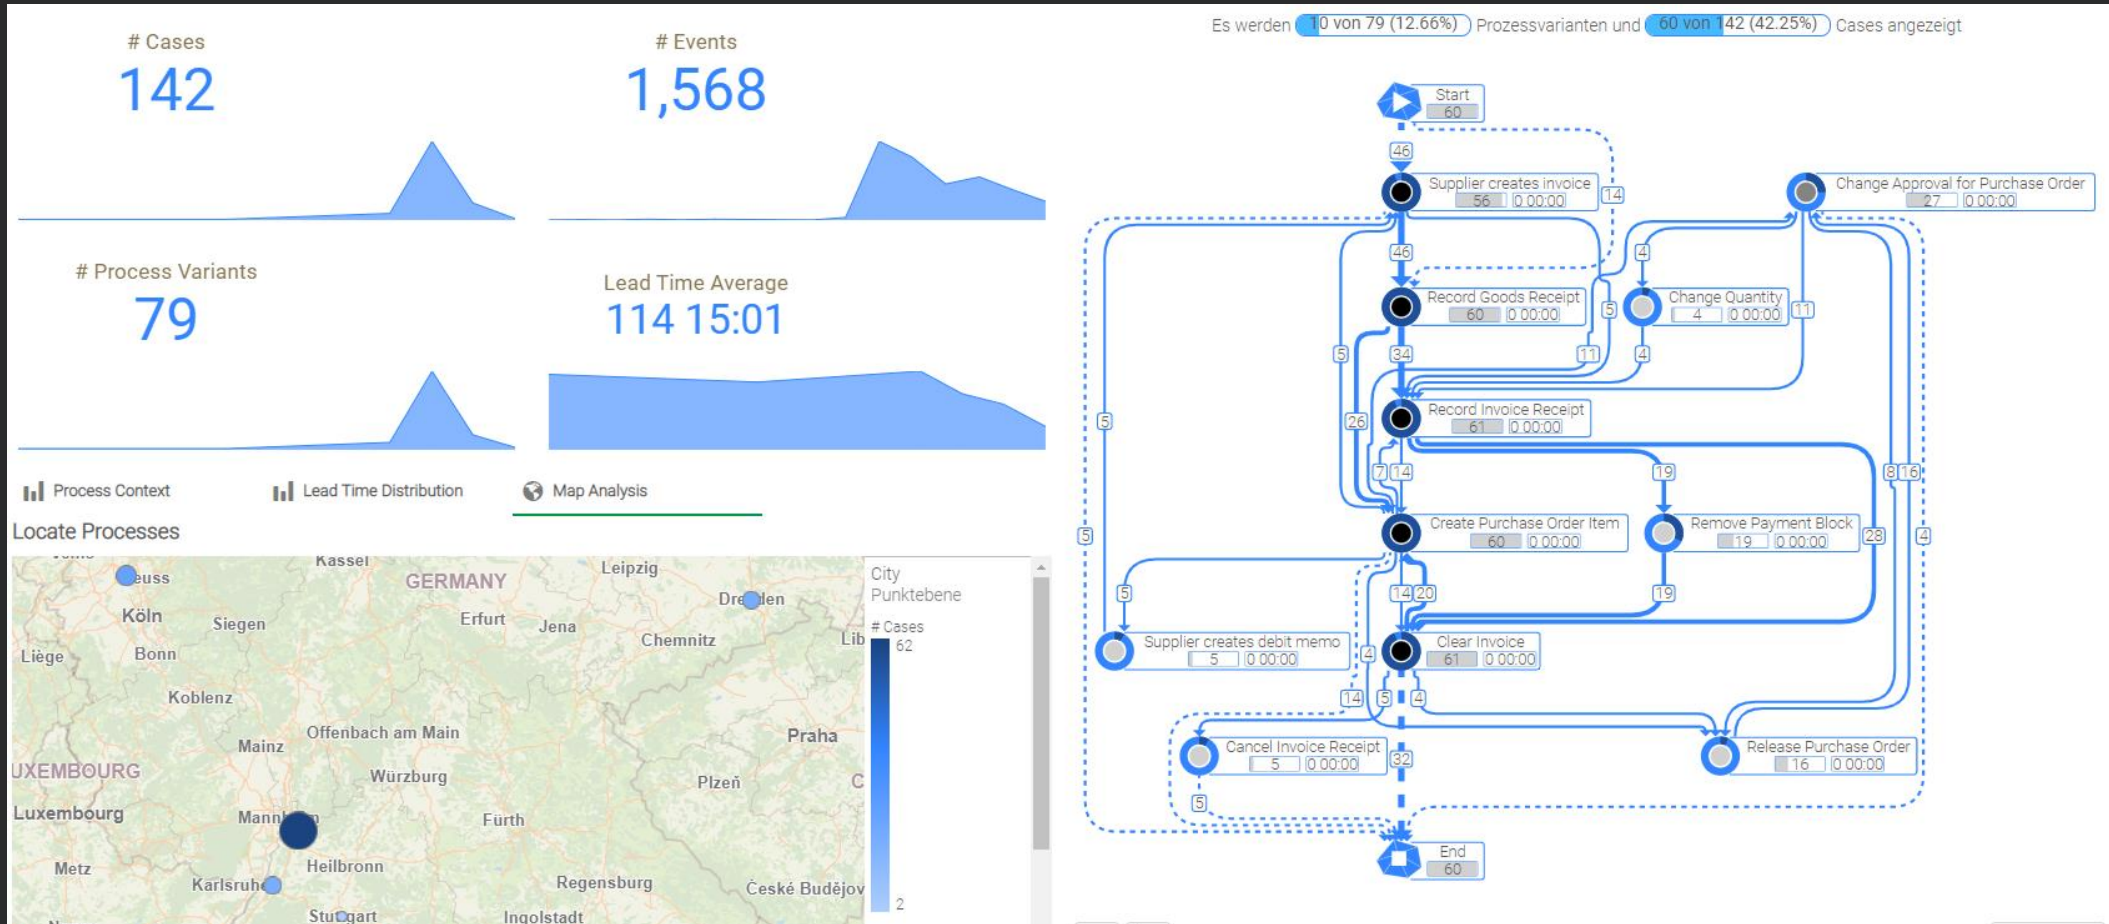 # Cases
142
# Events
1,568
# Process Variants
79
Lead Time Average
114 15:01
Process Context
Lead Time Distribution
Map Analysis
Locate Processes
Kassel
Leipzig
GERMANY
euss
Dresden
Köln
Siegen
Erfurt
Jena
Chemnitz
Lib
Liège
Bonn
Koblenz
Offenbach am Main
Mainz
Praha
UXEMBOURG
Würzburg
Plzeň
C
Luxembourg
Mannheim
Fürth
Metz
Heilbronn
Karlsruhe
Regensburg
České Budějov
Stuttgart
Ingolstadt
City
Punktebene
# Cases
62
2
Es werden 10 von 79 (12.66%) Prozessvarianten und 60 von 142 (42.25%) Cases angezeigt
Start
60
46
14
Supplier creates invoice
56 0 00:00
Change Approval for Purchase Order
27 0 00:00
46
4
Record Goods Receipt
60 0 00:00
5
Change Quantity
4 0 00:00
11
5
34
11
4
Record Invoice Receipt
61 0 00:00
5
26
7
14
19
8
16
Create Purchase Order Item
60 0 00:00
Remove Payment Block
19 0 00:00
5
28
4
5
14
20
19
Supplier creates debit memo
5 0 00:00
4
Clear Invoice
61 0 00:00
14
5
4
Cancel Invoice Receipt
5 0 00:00
32
Release Purchase Order
16 0 00:00
5
End
60